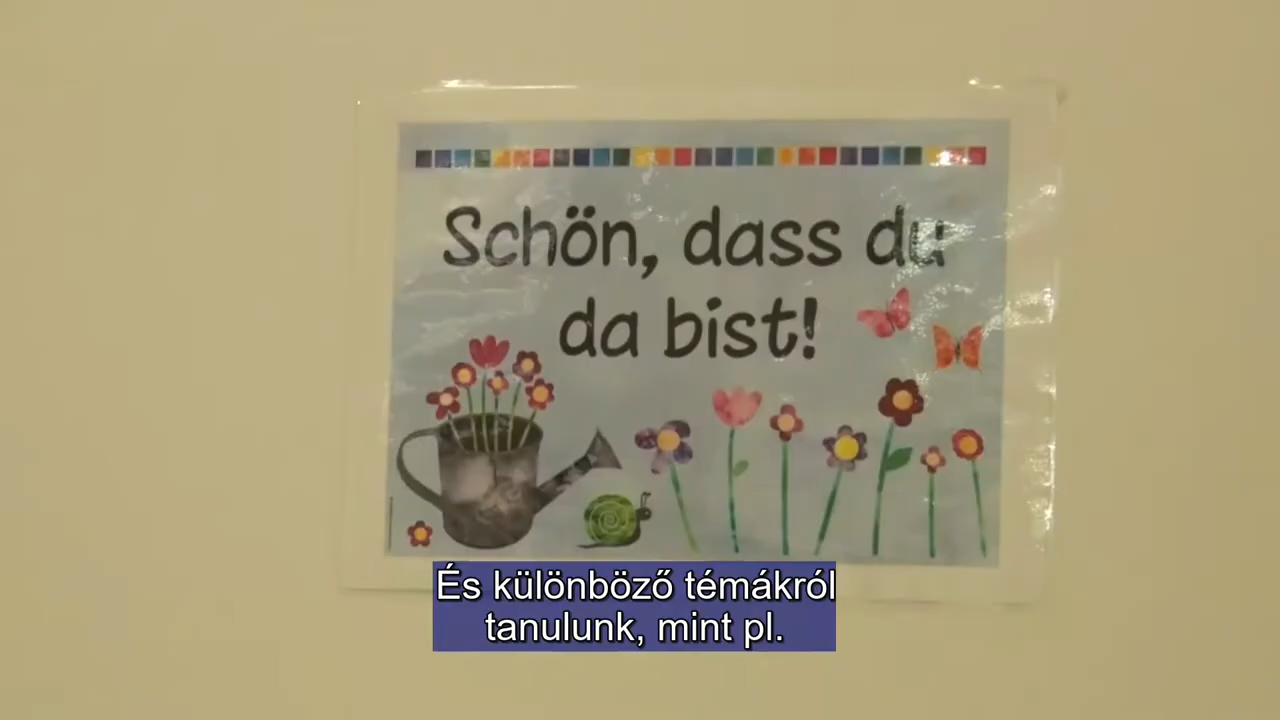 Schön, dass du
da bist!
És különböző témákról
tanulunk, mint pl.